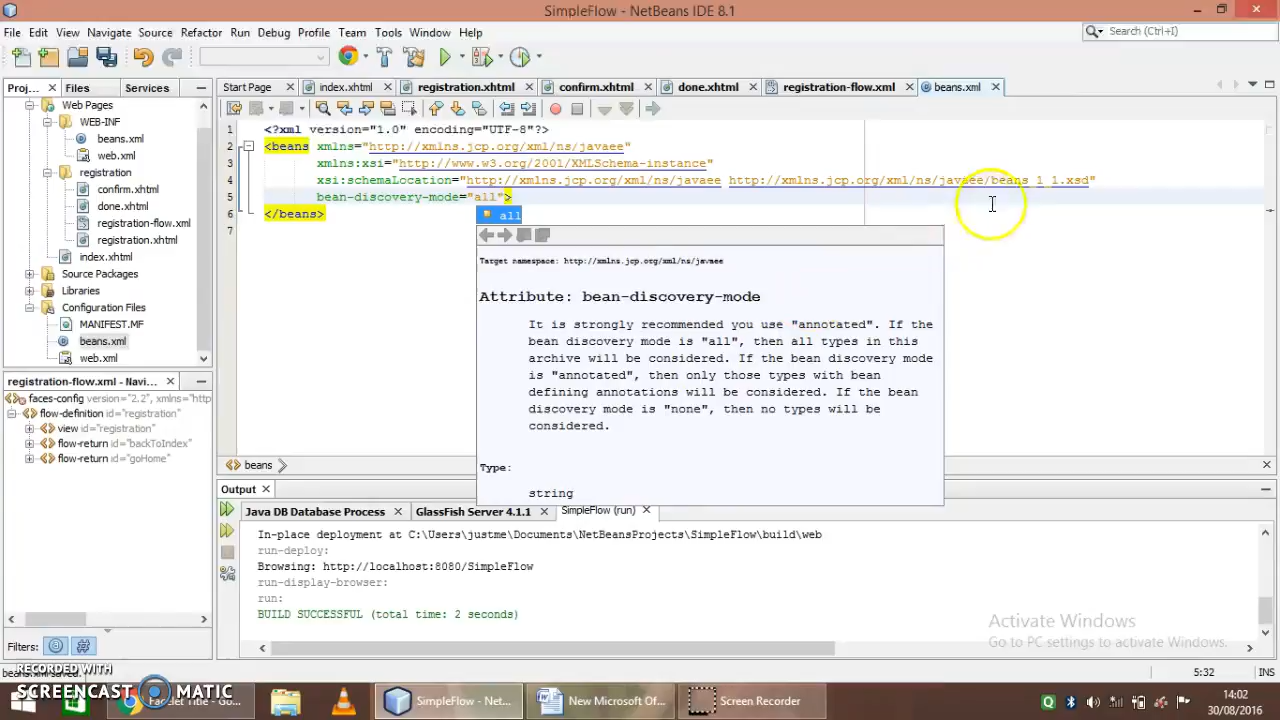 SimpleFlow - NetBeans IDE 8.1
File Edit View Navigate Source Refactor Run Debug Profile Team Tools Window Help
Search (Ctrl+I)
Proj... Files Services
Start Page index.xhtml registration.xhtml confirm.xhtml done.xhtml registration-flow.xml beans.xml
Web Pages
WEB-INF
beans.xml
web.xml
registration
confirm.xhtml
done.xhtml
registration-flow.xml
registration.xhtml
index.xhtml
Source Packages
Libraries
Configuration Files
MANIFEST.MF
beans.xml
web.xml
1 <?xml version="1.0" encoding="UTF-8"?>
2 <beans xmlns="http://xmlns.jcp.org/xml/ns/javaee"
3 xmlns:xsi="http://www.w3.org/2001/XMLSchema-instance"
4 xsi:schemaLocation="http://xmlns.jcp.org/xml/ns/javaee http://xmlns.jcp.org/xml/ns/javaee/beans_1_1.xsd"
5 bean-discovery-mode="all">
6 </beans>
7
all
Target namespace: http://xmlns.jcp.org/xml/ns/javaee
Attribute: bean-discovery-mode
It is strongly recommended you use "annotated". If the
bean discovery mode is "all", then all types in this
archive will be considered. If the bean discovery mode
is "annotated", then only those types with bean
defining annotations will be considered. If the bean
discovery mode is "none", then no types will be
considered.
Type:
string
registration-flow.xml - Navi...
faces-config version="2.2", xmlns="http
flow-definition id="registration"
view id="registration"
flow-return id="backToIndex"
flow-return id="goHome"
Filters:
beans
Output
Java DB Database Process GlassFish Server 4.1.1 SimpleFlow (run)
In-place deployment at C:\Users\justme\Documents\NetBeansProjects\SimpleFlow\build\web
run-deploy:
Browsing: http://localhost:8080/SimpleFlow
run-display-browser:
run:
BUILD SUCCESSFUL (total time: 2 seconds)
Activate Windows
Go to PC settings to activate Windows.
beans.xml saved.
5:32 INS
RECORDED WITH
SCREENCAST MATIC
Facelet Title - Go...
SimpleFlow - Net...
New Microsoft Of...
Screen Recorder
14:02
30/08/2016